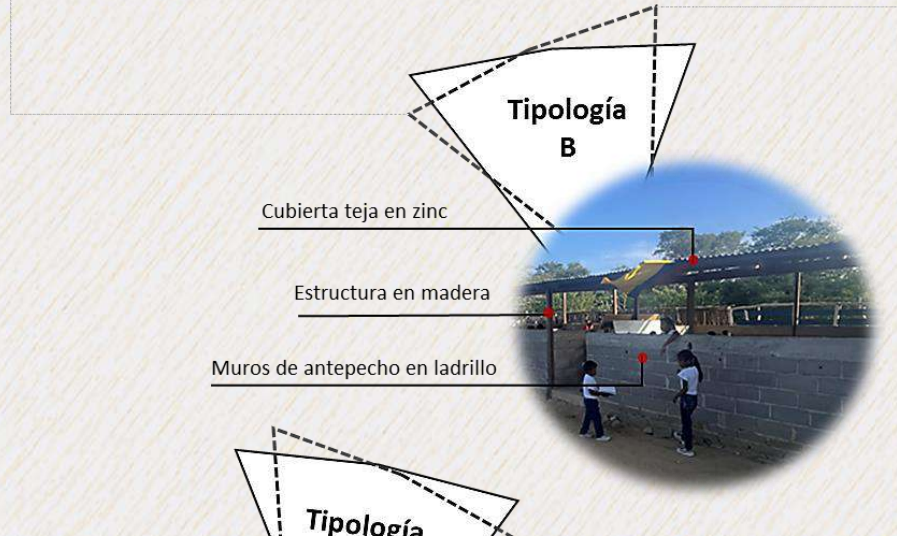 Tipología
B
Cubierta teja en zinc
Estructura en madera
Muros de antepecho en ladrillo
Tipología